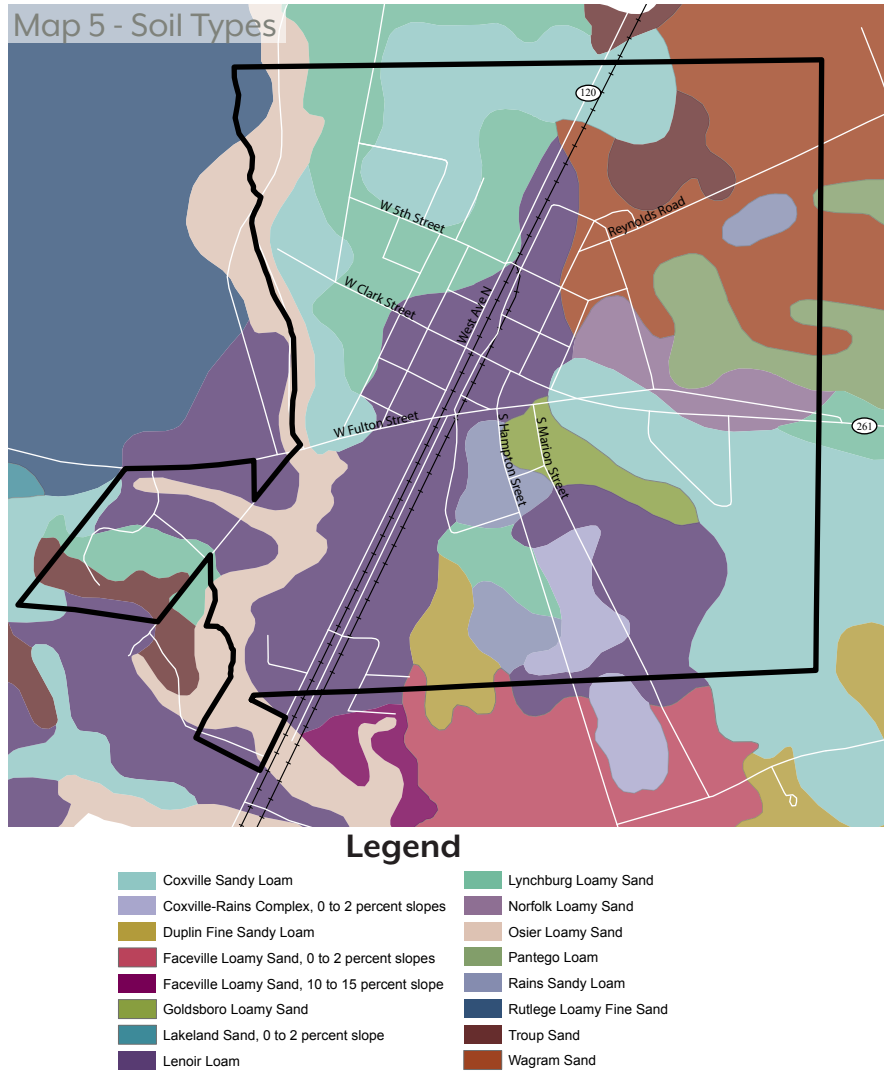 Map 5 - Soil Types
120
W 5th Street
Reynolds Road
W Clark Street
West Ave N
W Fulton Street
S Hampton Sreet
S Marion Street
261
Legend
Coxville Sandy Loam
Coxville-Rains Complex, 0 to 2 percent slopes
Duplin Fine Sandy Loam
Faceville Loamy Sand, 0 to 2 percent slopes
Faceville Loamy Sand, 10 to 15 percent slope
Goldsboro Loamy Sand
Lakeland Sand, 0 to 2 percent slope
Lenoir Loam
Lynchburg Loamy Sand
Norfolk Loamy Sand
Osier Loamy Sand
Pantego Loam
Rains Sandy Loam
Rutlege Loamy Fine Sand
Troup Sand
Wagram Sand